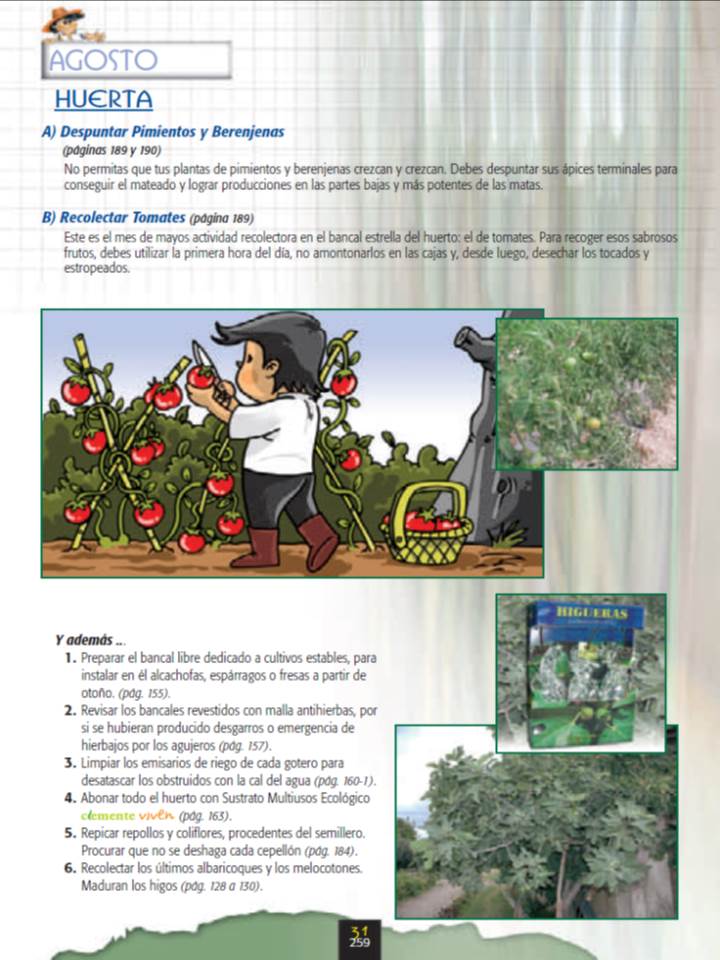 AGOSTO
HUERTA
A) Despuntar Pimientos y Berenjenas
(páginas 189 y 190)
No permitas que tus plantas de pimientos y berenjenas crezcan y crezcan. Debes despuntar sus ápices terminales para
conseguir el mateado y lograr producciones en las partes bajas y más potentes de las matas.
B) Recolectar Tomates (página 189)
Este es el mes de mayos actividad recolectora en el bancal estrella del huerto: el de tomates. Para recoger esos sabrosos
frutos, debes utilizar la primera hora del día, no amontonarlos en las cajas y, desde luego, desechar los tocados y
estropeados.
HIGUERAS
Y además ...
1. Preparar el bancal libre dedicado a cultivos estables, para
instalar en él alcachofas, espárragos o fresas a partir de
otoño. (pág. 155).
2. Revisar los bancales revestidos con malla antihierbas, por
si se hubieran producido desgarros o emergencia de
hierbajos por los agujeros (pág. 157).
3. Limpiar los emisarios de riego de cada gotero para
desatascar los obstruidos con la cal del agua (pág. 160-1).
4. Abonar todo el huerto con Sustrato Multiusos Ecológico
clemente viven (pág. 163).
5. Repicar repollos y coliflores, procedentes del semillero.
Procurar que no se deshaga cada cepellón (pág. 184).
6. Recolectar los últimos albaricoques y los melocotones.
Maduran los higos (pág. 128 a 130).
31
259